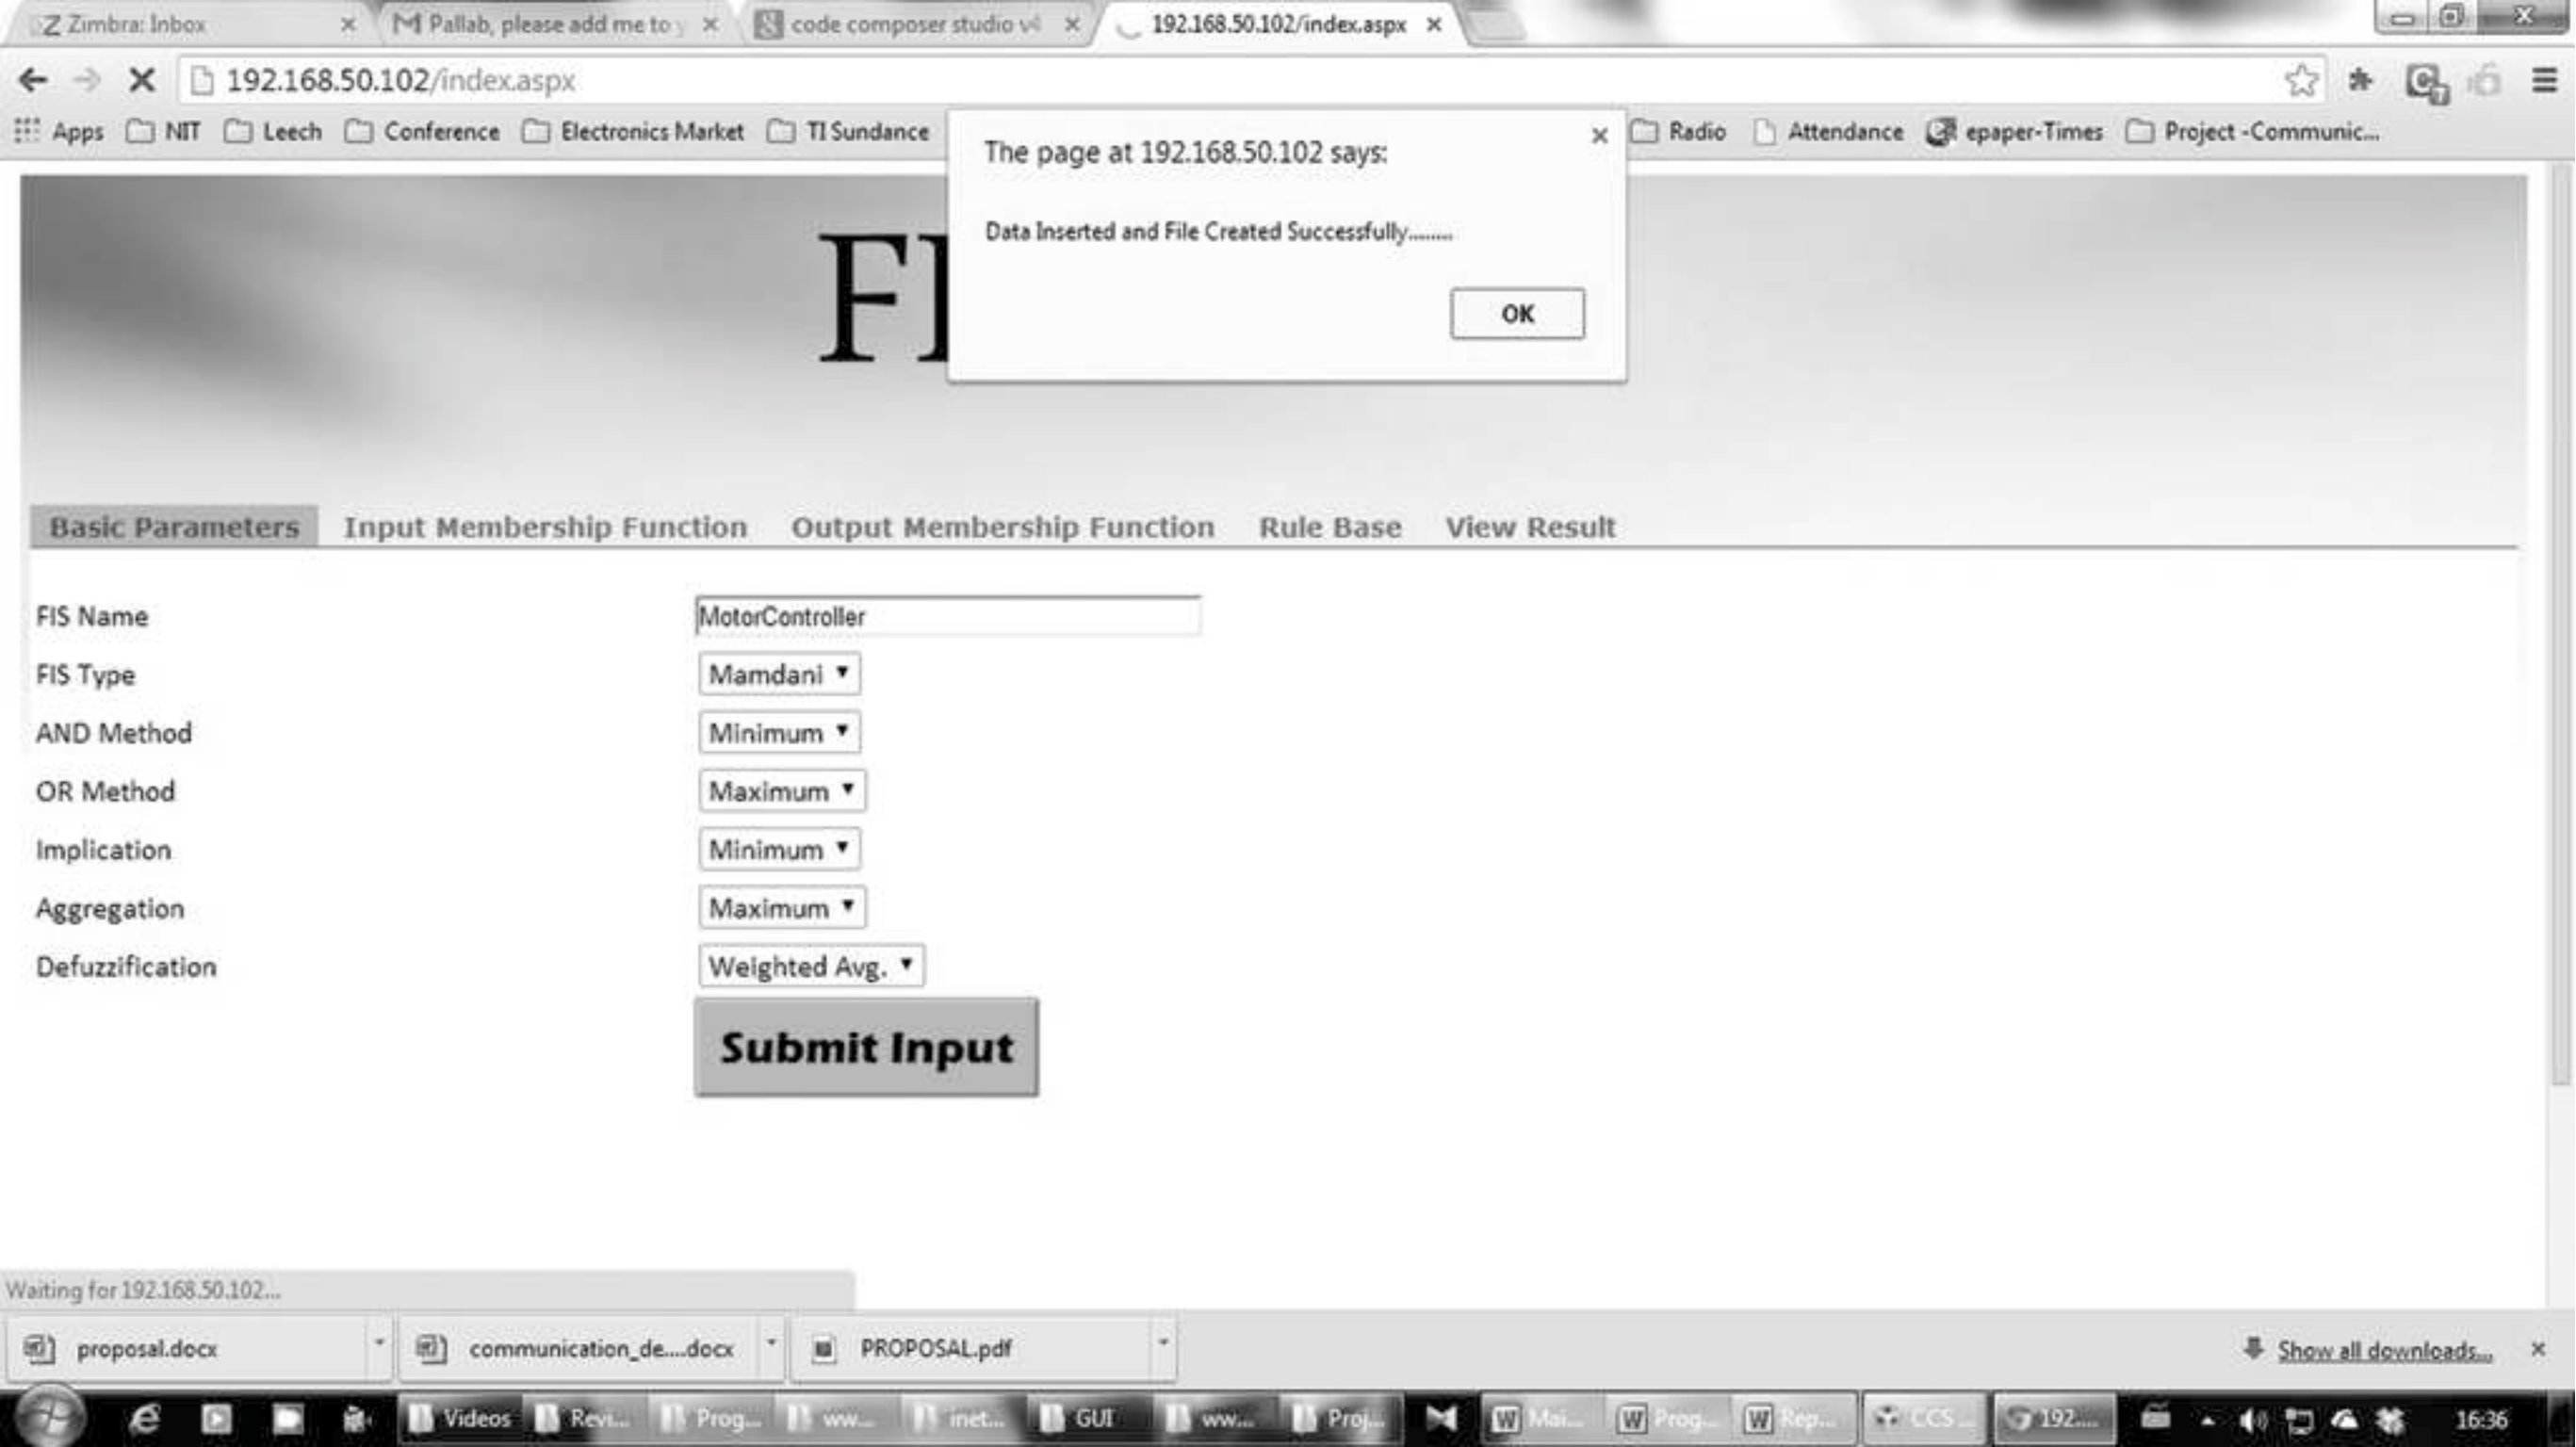 Zimbra: Inbox
Pallab, please add me to y
code composer studio v4
192.168.50.102/index.aspx
192.168.50.102/index.aspx
Apps NIT Leech Conference Electronics Market TI Sundance Radio Attendance epaper-Times Project -Communic...
The page at 192.168.50.102 says:
Data Inserted and File Created Successfully........
OK
Basic Parameters Input Membership Function Output Membership Function Rule Base View Result
FIS Name MotorController
FIS Type Mamdani
AND Method Minimum
OR Method Maximum
Implication Minimum
Aggregation Maximum
Defuzzification Weighted Avg.
Submit Input
Waiting for 192.168.50.102...
proposal.docx communication_de....docx PROPOSAL.pdf Show all downloads...
Videos Revi... Prog... ww... inet... GUI ww... Proj... Mai... Prog... Rep... CCS ... 192.... 16:36